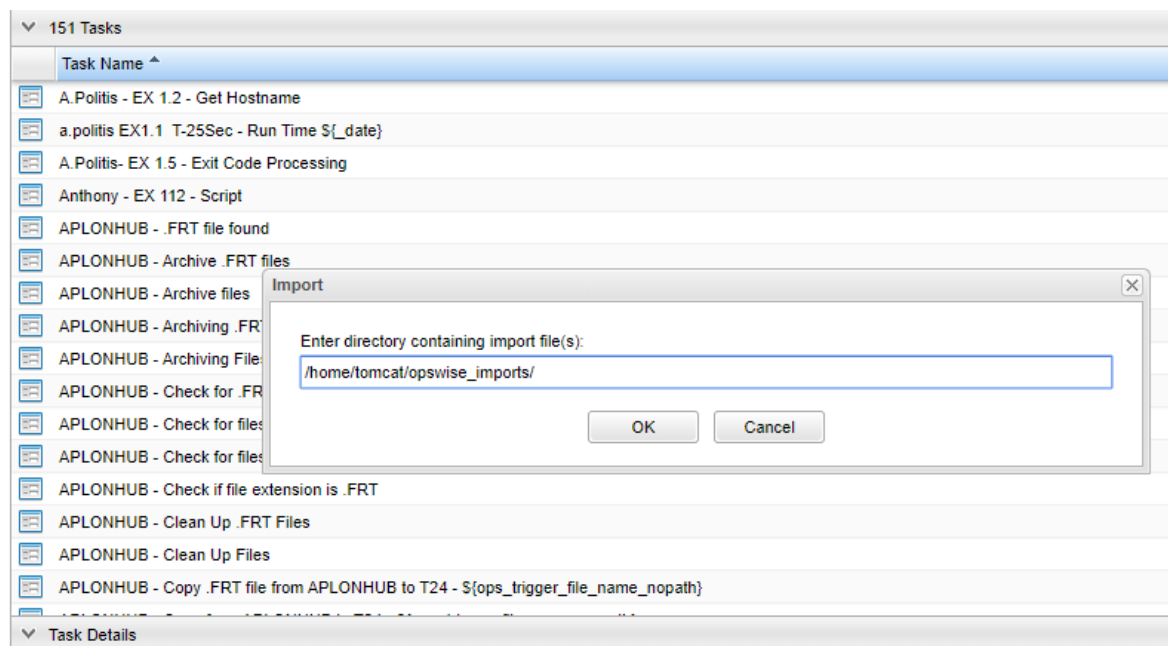 151 Tasks
Task Name
A.Politis - EX 1.2 - Get Hostname
a.politis EX1.1 T-25Sec - Run Time ${_date}
A.Politis- EX 1.5 - Exit Code Processing
Anthony - EX 112 - Script
APLONHUB - .FRT file found
APLONHUB - Archive .FRT files
APLONHUB - Archive files
APLONHUB - Archiving .FRT
APLONHUB - Archiving Files
APLONHUB - Check for .FR
APLONHUB - Check for files
APLONHUB - Check for files
Import
Enter directory containing import file(s):
/home/tomcat/opswise_imports/
OK Cancel
APLONHUB - Check if file extension is .FRT
APLONHUB - Clean Up .FRT Files
APLONHUB - Clean Up Files
APLONHUB - Copy .FRT file from APLONHUB to T24 - ${ops_trigger_file_name_nopath}
Task Details